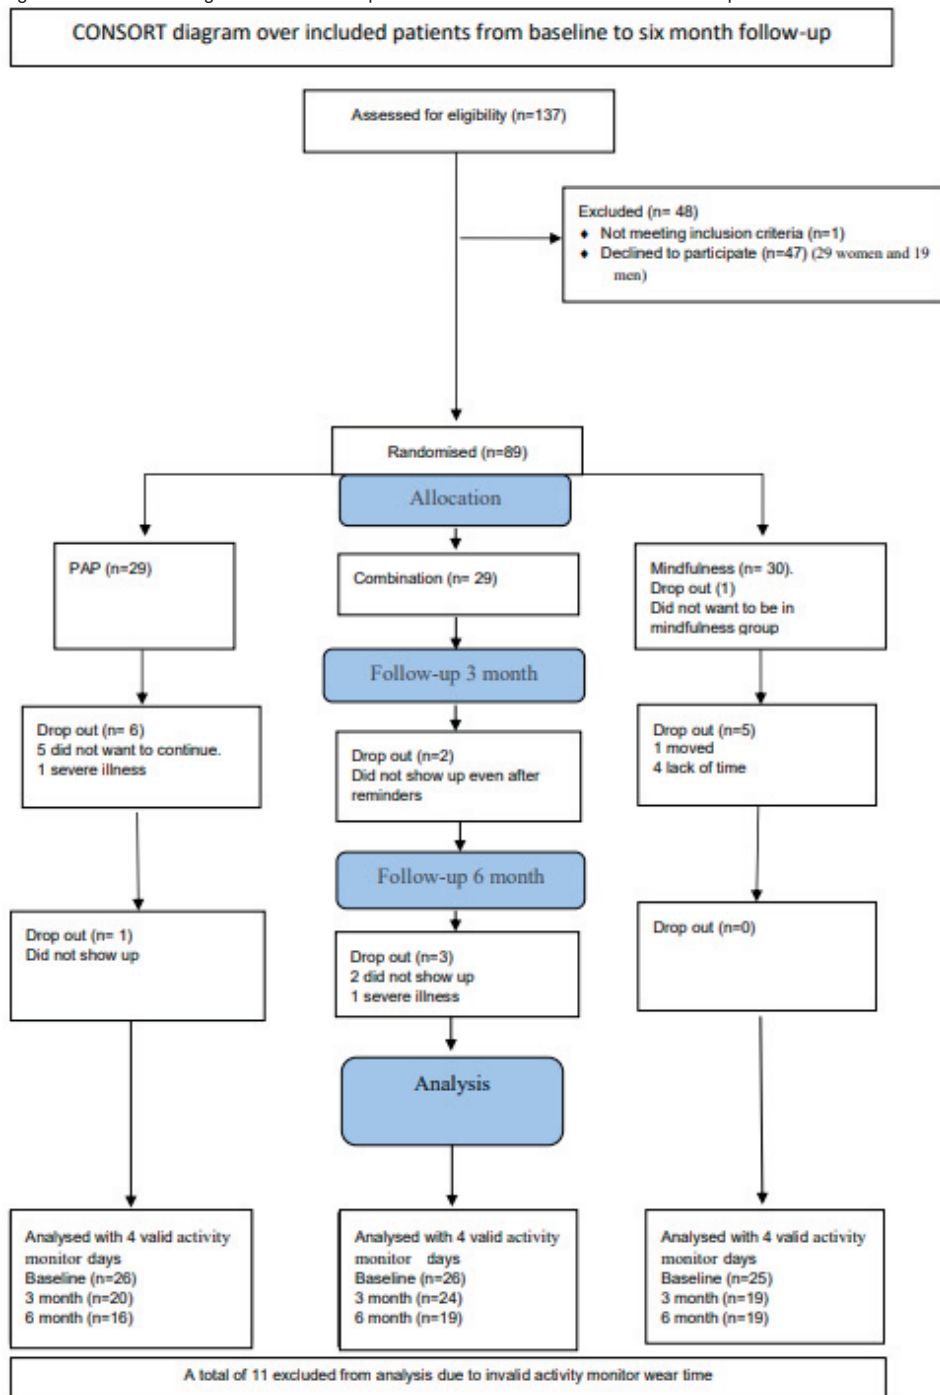 CONSORT diagram over included patients from baseline to six month follow-up
Assessed for eligibility (n=137)
Excluded (n= 48)
♦ Not meeting inclusion criteria (n=1)
♦ Declined to participate (n=47) (29 women and 19
men)
Randomised (n=89)
Allocation
PAP (n=29)
Combination (n= 29)
Mindfulness (n= 30).
Drop out (1)
Did not want to be in
mindfulness group
Follow-up 3 month
Drop out (n= 6)
5 did not want to continue.
1 severe illness
Drop out (n=2)
Did not show up even after
reminders
Drop out (n=5)
1 moved
4 lack of time
Follow-up 6 month
Drop out (n= 1)
Did not show up
Drop out (n=3)
2 did not show up
1 severe illness
Drop out (n=0)
Analysis
Analysed with 4 valid activity
monitor days
Baseline (n=26)
3 month (n=20)
6 month (n=16)
Analysed with 4 valid activity
monitor days
Baseline (n=26)
3 month (n=24)
6 month (n=19)
Analysed with 4 valid activity
monitor days
Baseline (n=25)
3 month (n=19)
6 month (n=19)
A total of 11 excluded from analysis due to invalid activity monitor wear time